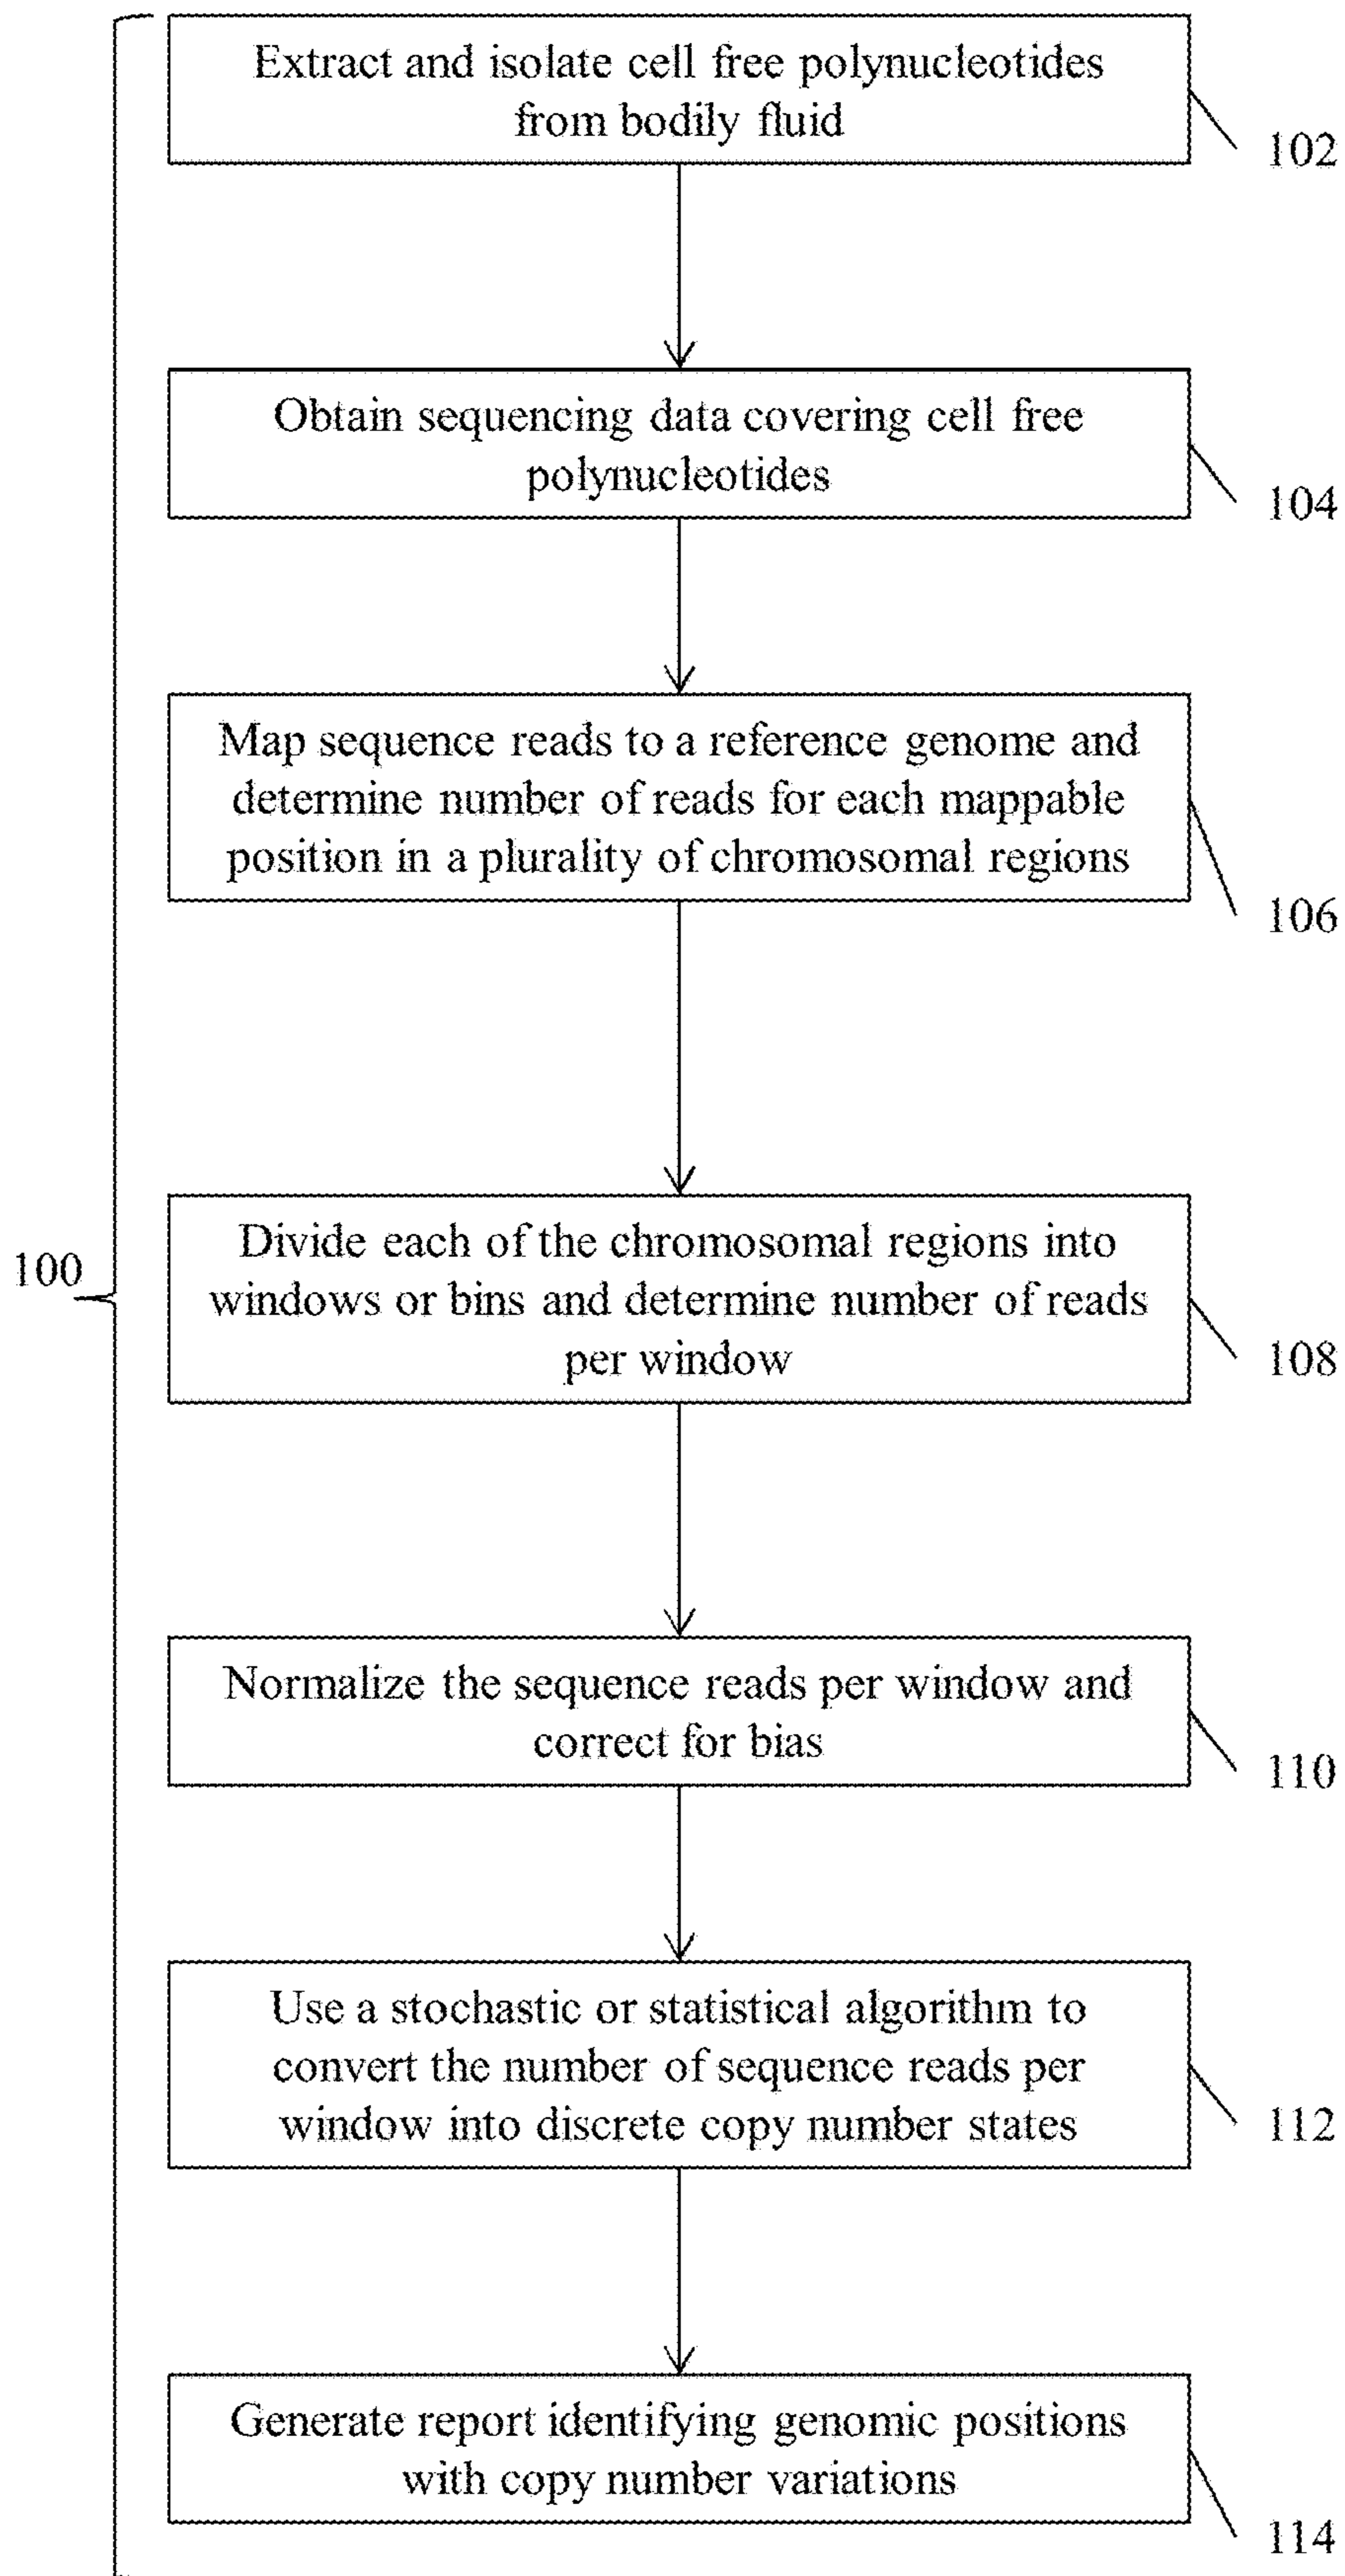 Extract and isolate cell free polynucleotides
from bodily fluid
102
Obtain sequencing data covering cell free
polynucleotides
104
Map sequence reads to a reference genome and
determine number of reads for each mappable
position in a plurality of chromosomal regions
106
100
Divide each of the chromosomal regions into
windows or bins and determine number of reads
per window
108
Normalize the sequence reads per window and
correct for bias
110
Use a stochastic or statistical algorithm to
convert the number of sequence reads per
window into discrete copy number states
112
Generate report identifying genomic positions
with copy number variations
114